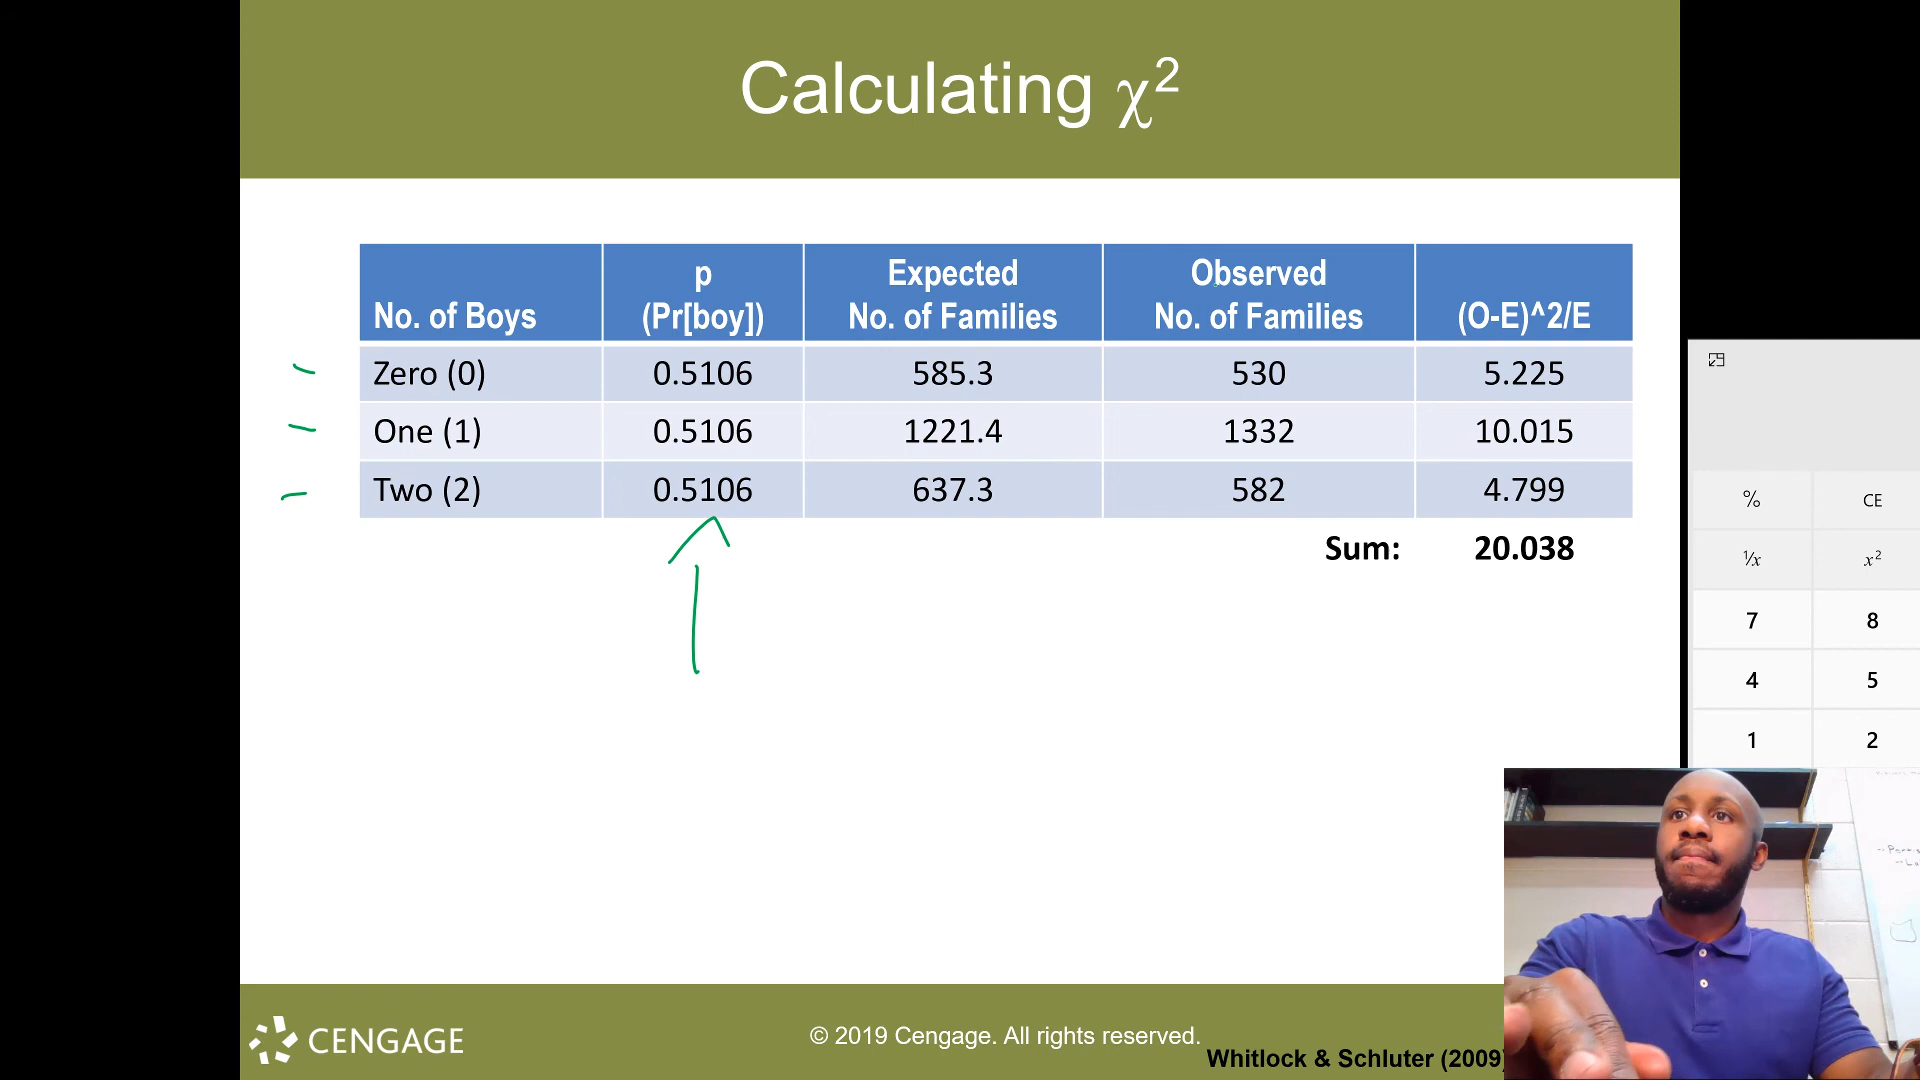 Calculating χ²
No. of Boys
p
(Pr[boy])
Expected
No. of Families
Observed
No. of Families
(O-E)^2/E
Zero (0) 0.5106 585.3 530 5.225
One (1) 0.5106 1221.4 1332 10.015
Two (2) 0.5106 637.3 582 4.799
Sum: 20.038
% CE
¹/x x²
7 8
4 5
1 2
CENGAGE
© 2019 Cengage. All rights reserved.
Whitlock & Schluter (2009)